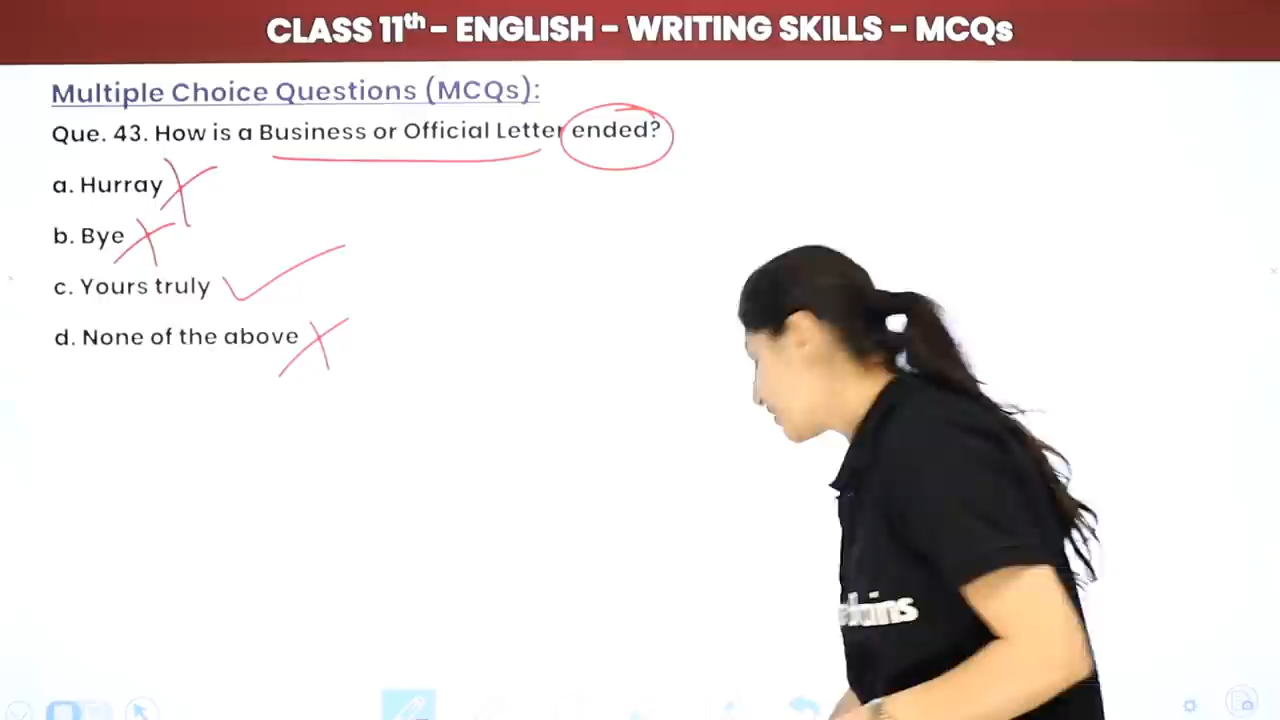 CLASS 11th - ENGLISH - WRITING SKILLS - MCQs
Multiple Choice Questions (MCQs):
Que. 43. How is a Business or Official Letter ended?
a. Hurray
b. Bye
c. Yours truly
d. None of the above